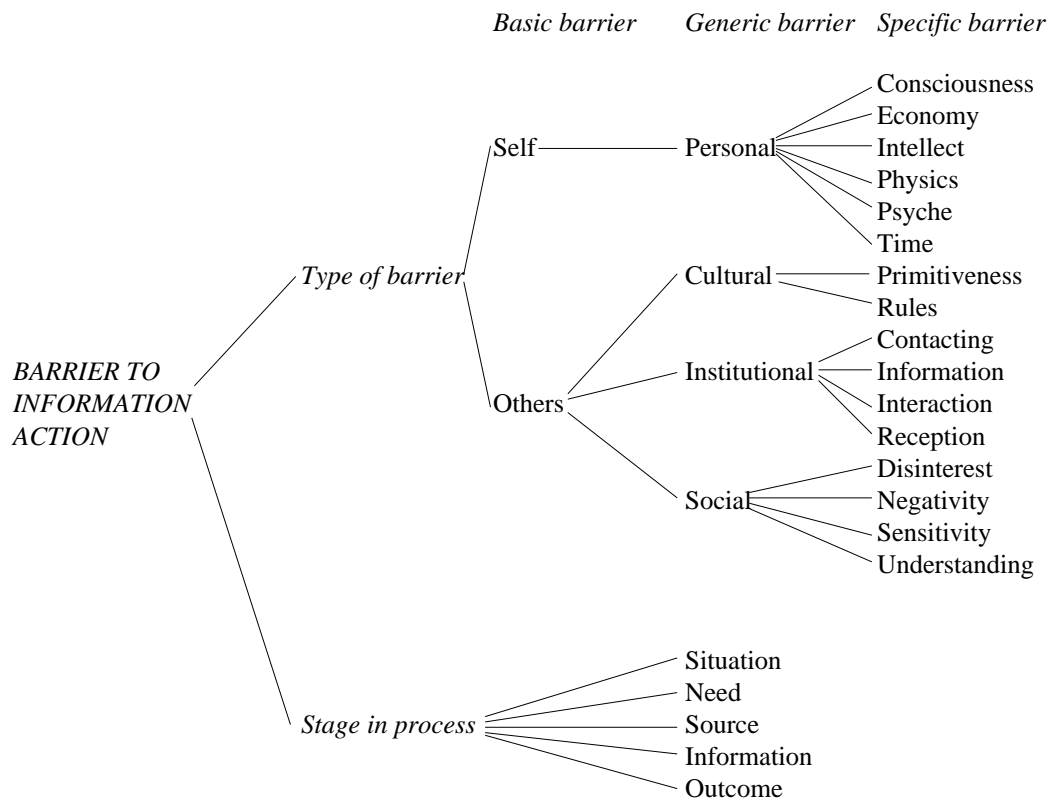 Basic barrier Generic barrier Specific barrier
Consciousness
Economy
Self Personal Intellect
Physics
Psyche
Time
Type of barrier Cultural Primitiveness
Rules
Contacting
BARRIER TO Institutional Information
INFORMATION Others Interaction
ACTION Reception
Disinterest
Social Negativity
Sensitivity
Understanding
Situation
Need
Stage in process Source
Information
Outcome